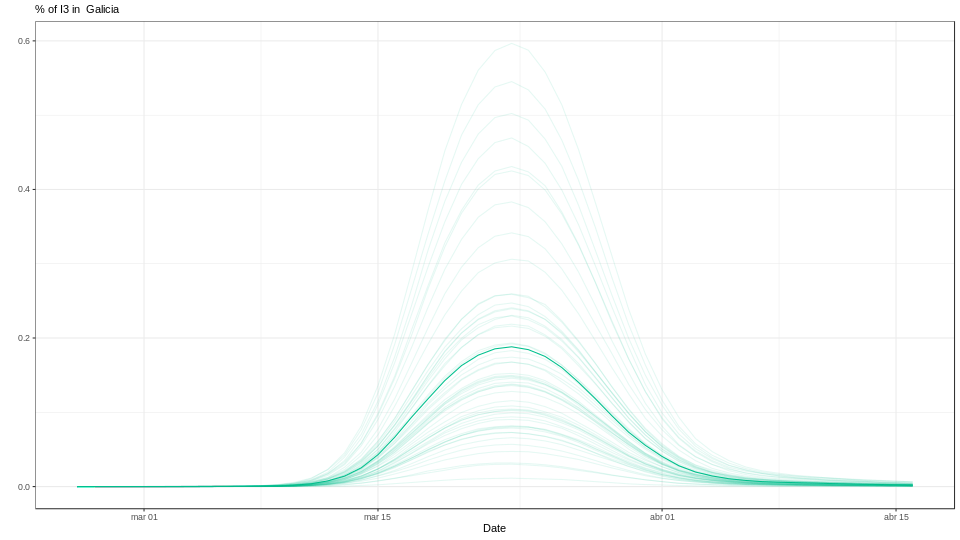 % of I3 in  Galicia
0.6
0.4
0.2
0.0
mar 01
mar 15
abr 01
abr 15
Date